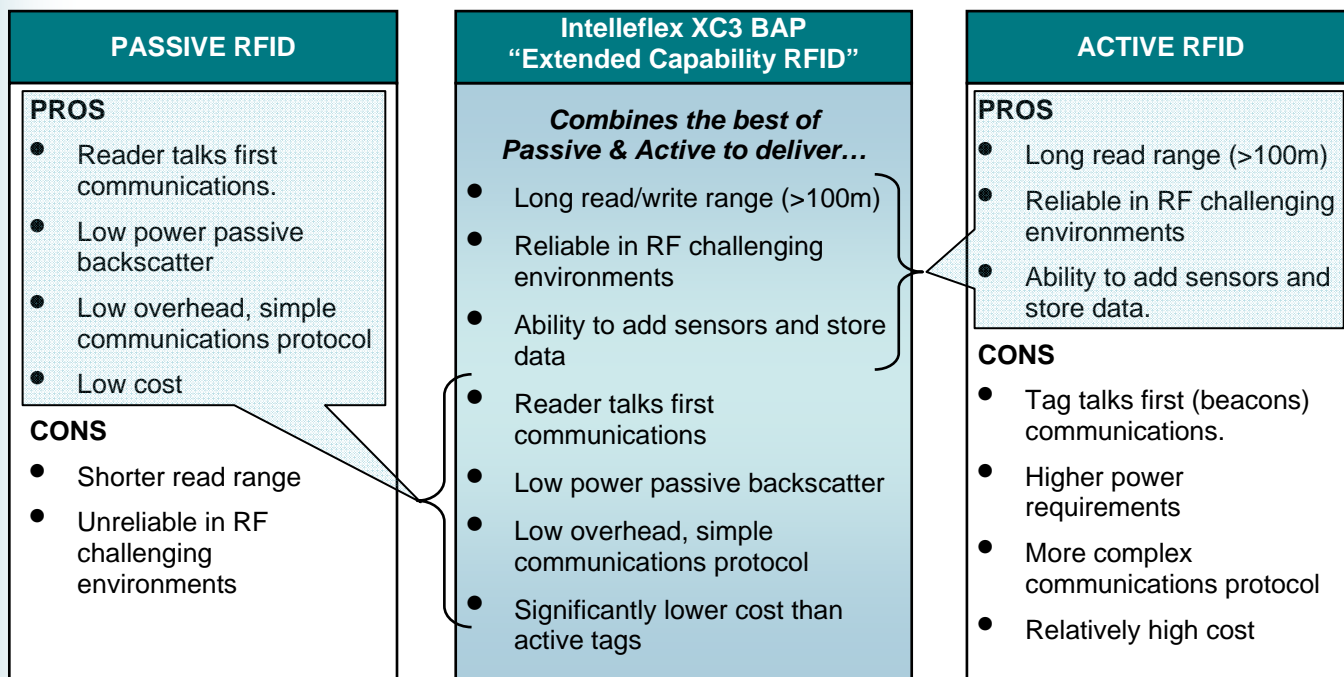 PASSIVE RFID
PROS
● Reader talks first
communications.
● Low power passive
backscatter
● Low overhead, simple
communications protocol
● Low cost
CONS
● Shorter read range
● Unreliable in RF
challenging
environments
Intelleflex XC3 BAP
“Extended Capability RFID”
Combines the best of
Passive & Active to deliver…
● Long read/write range (>100m)
● Reliable in RF challenging
environments
● Ability to add sensors and store
data
● Reader talks first
communications
● Low power passive backscatter
● Low overhead, simple
communications protocol
● Significantly lower cost than
active tags
ACTIVE RFID
PROS
● Long read range (>100m)
● Reliable in RF challenging
environments
● Ability to add sensors and
store data.
CONS
● Tag talks first (beacons)
communications.
● Higher power
requirements
● More complex
communications protocol
● Relatively high cost